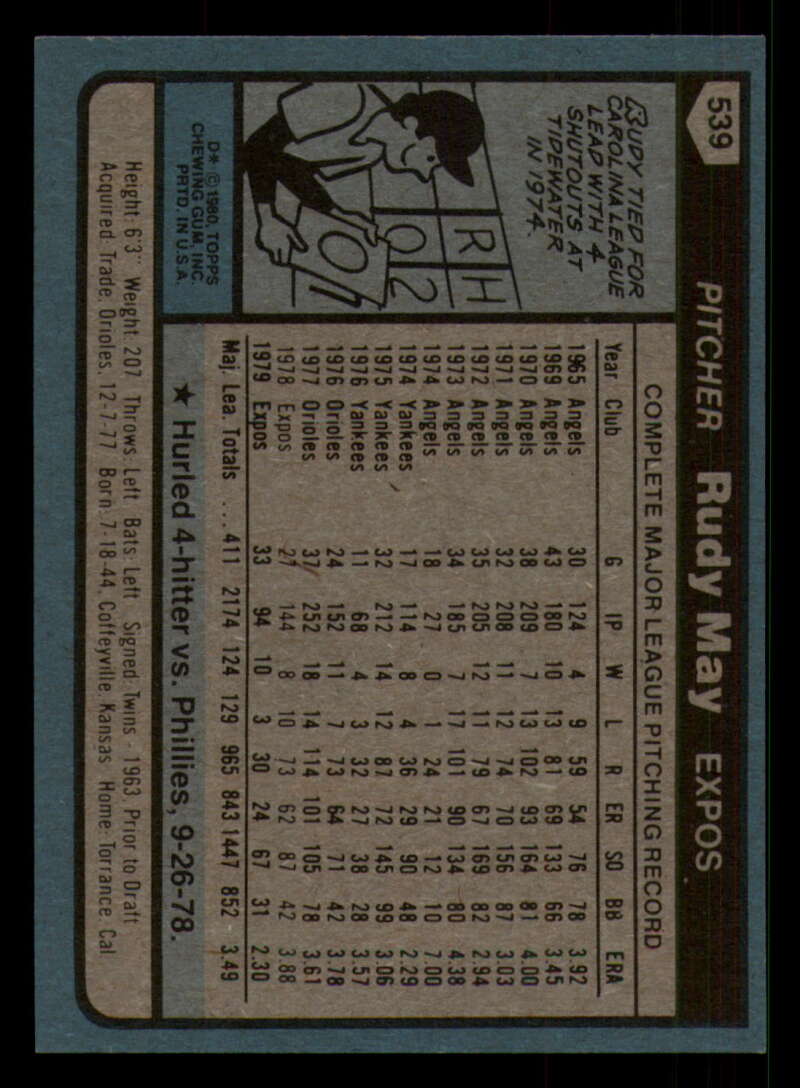 539
PITCHER Rudy May EXPOS
RUDY TIED FOR
CAROLINA LEAGUE
LEAD WITH 4
SHUTOUTS AT
TIDEWATER
IN 1974.
R H
0 2
0
D* © 1980, TOPPS
CHEWING GUM, INC.
PRTD. IN U.S.A.
COMPLETE MAJOR LEAGUE PITCHING RECORD
Year Club G IP W L R ER SO BB ERA
1965 Angels 30 124 4 9 59 54 76 78 3.92
1969 Angels 43 180 10 13 81 69 133 66 3.45
1970 Angels 38 209 7 13 102 93 164 81 4.00
1971 Angels 32 208 11 12 74 70 156 87 3.03
1972 Angels 35 205 12 11 79 67 169 82 2.94
1973 Angels 34 185 7 17 101 90 134 80 4.38
1974 Angels 18 27 0 1 24 21 12 10 7.00
1974 Yankees 17 114 8 4 36 29 90 48 2.29
1975 Yankees 32 212 14 12 87 72 145 99 3.06
1976 Yankees 11 68 4 3 32 27 38 28 3.57
1976 Orioles 24 152 11 7 73 64 71 42 3.78
1977 Orioles 37 252 18 14 114 101 105 78 3.61
1978 Expos 27 144 8 10 73 62 87 42 3.88
1979 Expos 33 94 10 3 30 24 67 31 2.30
Maj. Lea. Totals ... 411 2174 124 129 965 843 1447 852 3.49
★ Hurled 4-hitter vs. Phillies, 9-26-78.
Height: 6'3" Weight: 207 Throws: Left Bats: Left Signed: Twins - 1963, Prior to Draft
Acquired: Trade, Orioles, 12-7-77 Born: 7-18-44, Coffeyville, Kansas Home: Torrance, Cal.